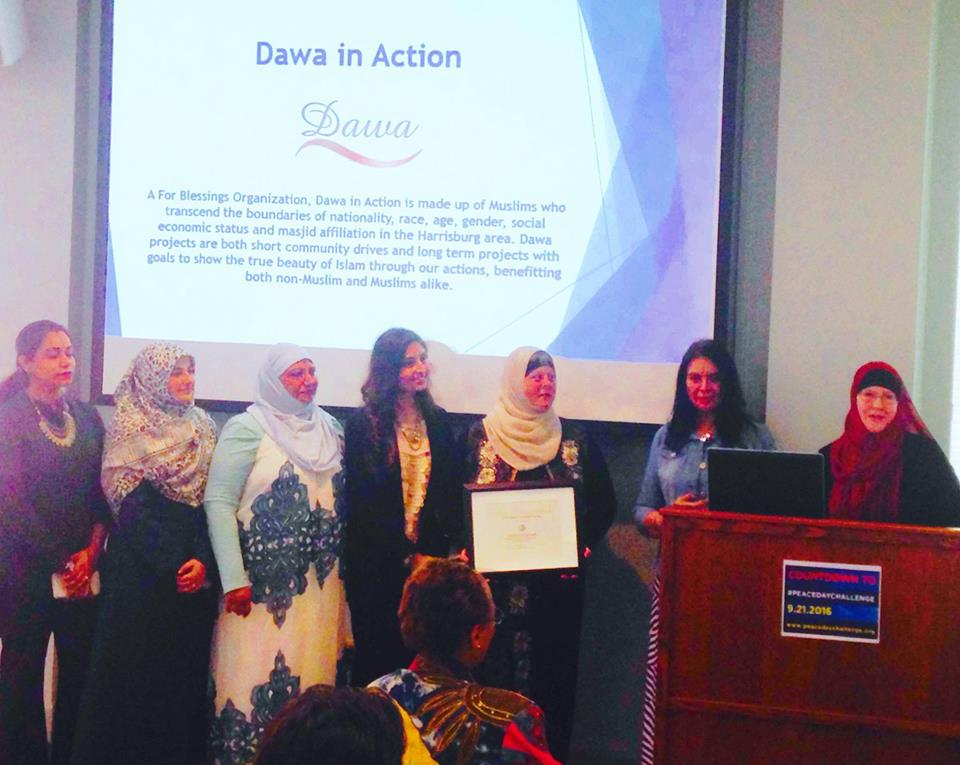 Dawa in Action
Dawa
A For Blessings Organization, Dawa in Action is made up of Muslims who
transcend the boundaries of nationality, race, age, gender, social
economic status and masjid affiliation in the Harrisburg area. Dawa
projects are both short community drives and long term projects with
goals to show the true beauty of Islam through our actions, benefitting
both non-Muslim and Muslims alike.
COUNTDOWN TO
#PEACEDAYCHALLENGE
9.21.2016
www.peacedaychallenge.org